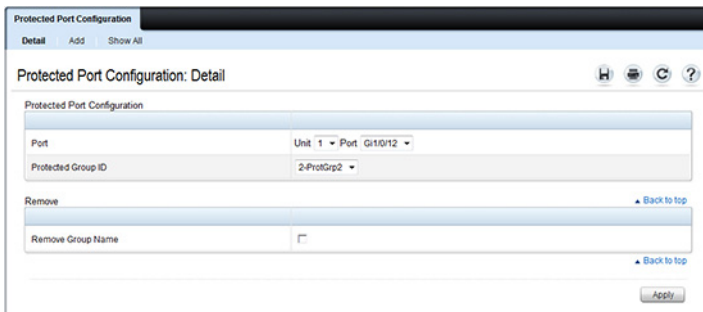 Protected Port Configuration
Detail Add Show All
Protected Port Configuration: Detail
Protected Port Configuration
Port Unit 1 Port Gi1/0/12
Protected Group ID 2-ProtGrp2
Remove ▲ Back to top
Remove Group Name
▲ Back to top
Apply